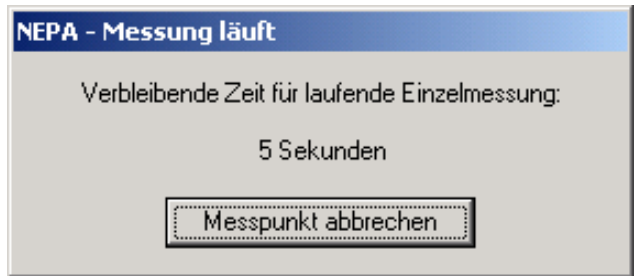 NEPA - Messung läuft
Verbleibende Zeit für laufende Einzelmessung:
5 Sekunden
Messpunkt abbrechen